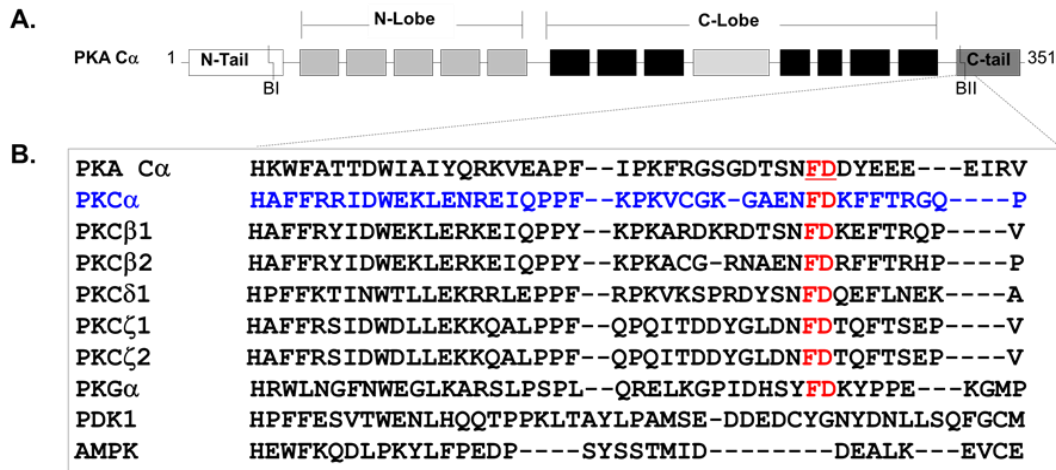 A.
N-Lobe C-Lobe
PKA Cα 1 N-Tail C-tail 351
BI BII
B.
PKA Cα HKWFATTDWIAIYQRKVEAPF--IPKFRGSGDTSNFDDYEEE---EIRV
PKCα HAFFRRIDWEKLENREIQPPF--KPKVCGK-GAENFDKFFTRGQ----P
PKCβ1 HAFFRYIDWEKLERKEIQPPY--KPKARDKRDTSNFDKEFTRQP----V
PKCβ2 HAFFRYIDWEKLERKEIQPPY--KPKACG-RNAENFDRFFTRHP----P
PKCδ1 HPFFKTINWTLLEKRRLEPPF--RPKVKSPRDYSNFDQEFLNEK----A
PKCζ1 HAFFRSIDWDLLEKKQALPPF--QPQITDDYGLDNFDTQFTSEP----V
PKCζ2 HAFFRSIDWDLLEKKQALPPF--QPQITDDYGLDNFDTQFTSEP----V
PKGα HRWLNGFNWEGLKARSLPSPL--QRELKGPIDHSYFDKYPPE---KGMP
PDK1 HPFFESVTWENLHQQTPPKLTAYLPAMSE-DDEDCYGNYDNLLSQFGCM
AMPK HEWFKQDLPKYLFPEDP----SYSSTMID--------DEALK---EVCE